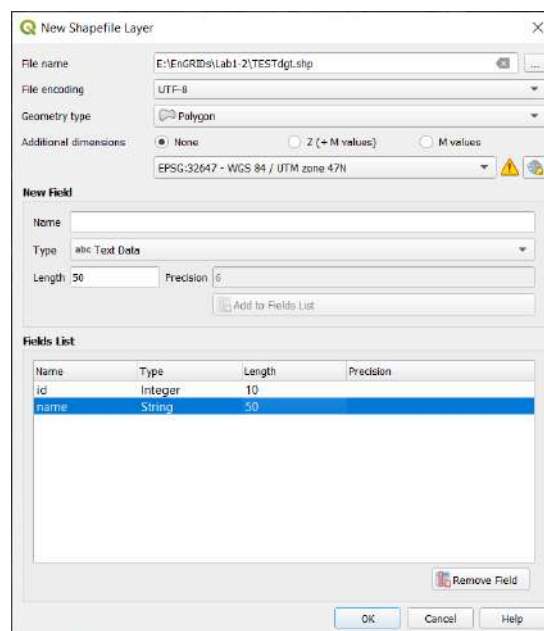 New Shapefile Layer
File name E:\EnGRIDs\Lab1-2\TESTdgt.shp ...
File encoding UTF-8
Geometry type Polygon
Additional dimensions None Z (+ M values) M values
EPSG:32647 - WGS 84 / UTM zone 47N
New Field
Name
Type abc Text Data
Length 50 Precision 6
Add to Fields List
Fields List
Name Type Length Precision
id Integer 10
name String 50
Remove Field
OK Cancel Help